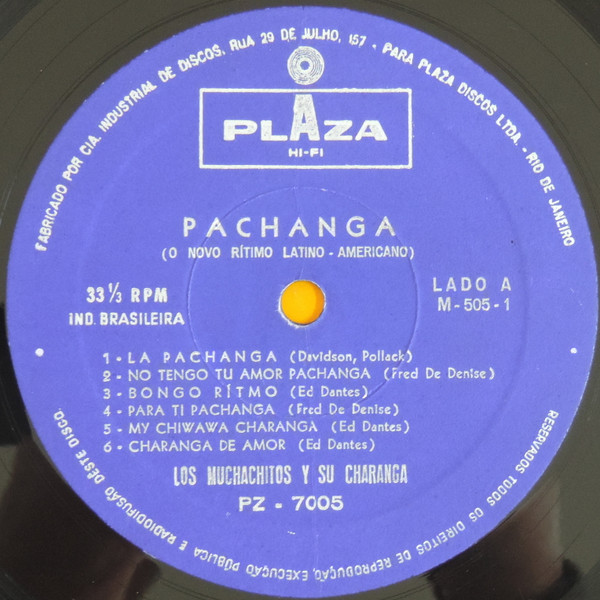 FABRICADO POR CIA. INDUSTRIAL DE DISCOS, RUA 29 DE JULHO, 157 - PARA PLAZA DISCOS LTDA. - RIO DE JANEIRO
PLAZA
HI-FI
PACHANGA
(O NOVO RÍTIMO LATINO - AMERICANO)
33 1/3 RPM
IND. BRASILEIRA
LADO A
M - 505 - 1
1 - LA PACHANGA (Davidson, Pollack)
2 - NO TENGO TU AMOR PACHANGA (Fred De Denise)
3 - BONGO RÍTMO (Ed Dantes)
4 - PARA TI PACHANGA (Fred De Denise)
5 - MY CHIWAWA CHARANGA (Ed Dantes)
6 - CHARANGA DE AMOR (Ed Dantes)
LOS MUCHACHITOS Y SU CHARANGA
PZ - 7005
RESERVADOS TODOS OS DIREITOS DE REPRODUÇAO, EXECUÇÃO PÚBLICA E RADIODIFUSÃO DESTE DISCO.